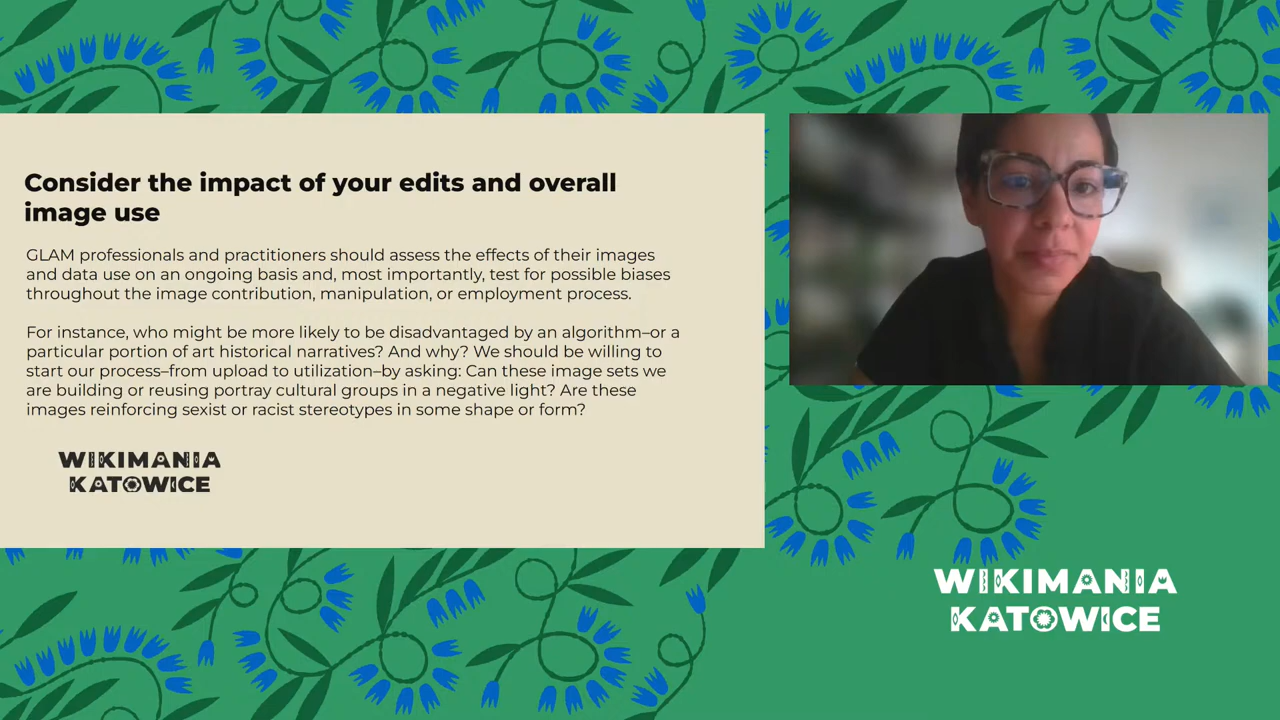 Consider the impact of your edits and overall
image use
GLAM professionals and practitioners should assess the effects of their images
and data use on an ongoing basis and, most importantly, test for possible biases
throughout the image contribution, manipulation, or employment process.
For instance, who might be more likely to be disadvantaged by an algorithm–or a
particular portion of art historical narratives? And why? We should be willing to
start our process–from upload to utilization–by asking: Can these image sets we
are building or reusing portray cultural groups in a negative light? Are these
images reinforcing sexist or racist stereotypes in some shape or form?
WIKIMANIA
KATOWICE
WIKIMANIA
KATOWICE